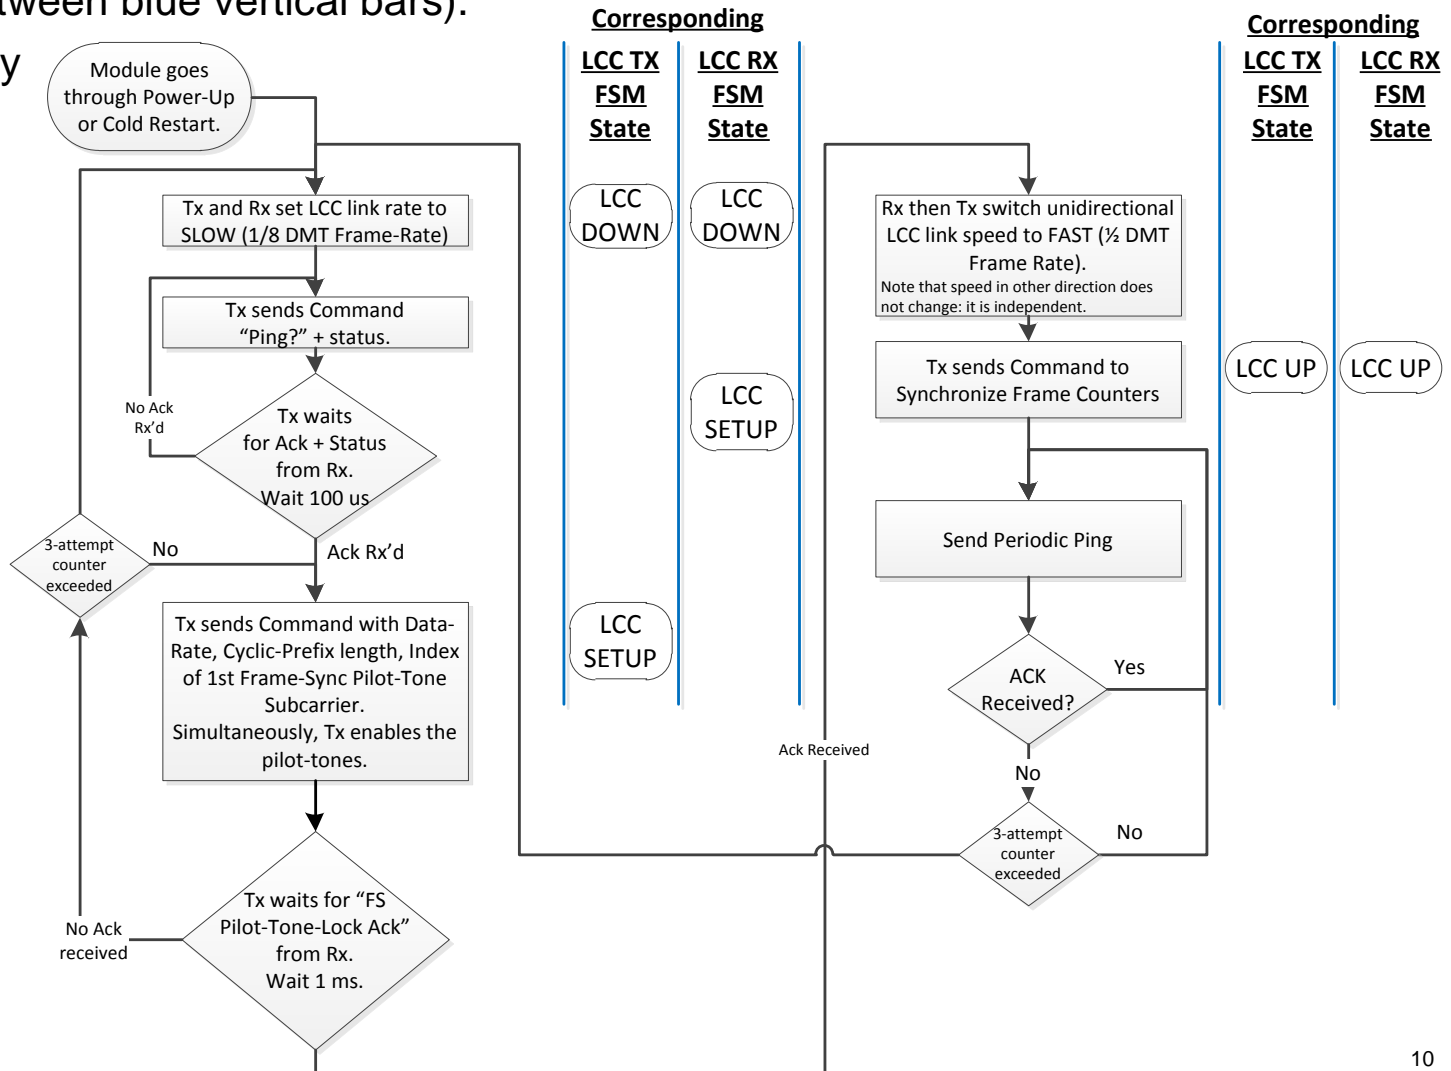 tween blue vertical bars).
y
Module goes
through Power-Up
or Cold Restart.
Tx and Rx set LCC link rate to
SLOW (1/8 DMT Frame-Rate)
Tx sends Command
“Ping?” + status.
No Ack
Rx’d
Tx waits
for Ack + Status
from Rx.
Wait 100 us
3-attempt
counter
exceeded
No
Ack Rx’d
Tx sends Command with Data-
Rate, Cyclic-Prefix length, Index
of 1st Frame-Sync Pilot-Tone
Subcarrier.
Simultaneously, Tx enables the
pilot-tones.
Tx waits for “FS
Pilot-Tone-Lock Ack”
from Rx.
Wait 1 ms.
No Ack
received
Corresponding
LCC TX
FSM
State
LCC RX
FSM
State
LCC
DOWN
LCC
DOWN
LCC
SETUP
LCC
SETUP
Ack Received
Rx then Tx switch unidirectional
LCC link speed to FAST (½ DMT
Frame Rate).
Note that speed in other direction does
not change: it is independent.
Tx sends Command to
Synchronize Frame Counters
Send Periodic Ping
ACK
Received?
Yes
No
3-attempt
counter
exceeded
No
Corresponding
LCC TX
FSM
State
LCC RX
FSM
State
LCC UP
LCC UP
10